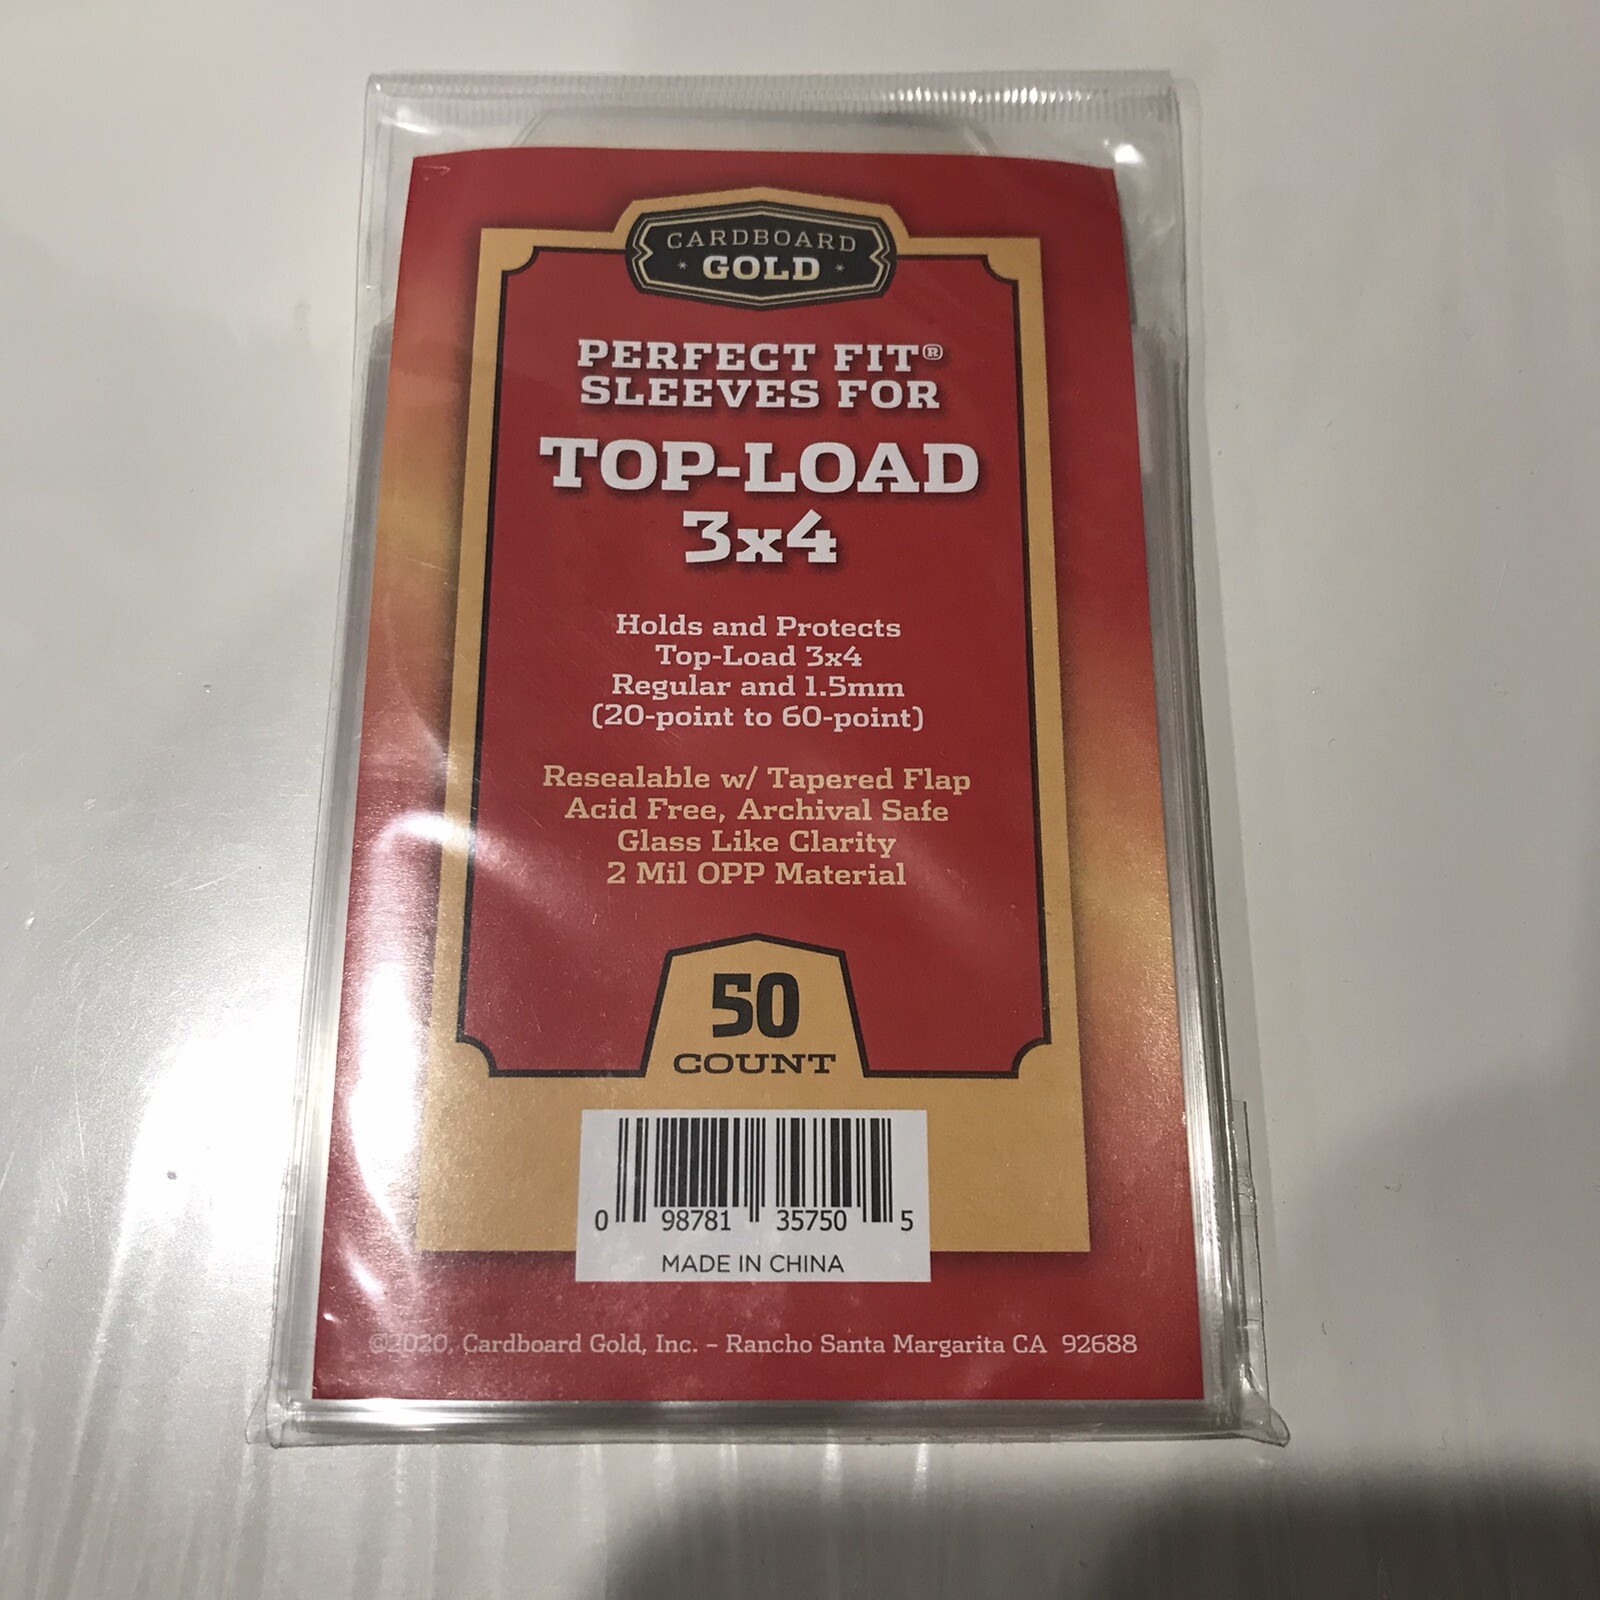 CARDBOARD
GOLD
PERFECT FIT®
SLEEVES FOR
TOP-LOAD
3x4
Holds and Protects
Top-Load 3x4
Regular and 1.5mm
(20-point to 60-point)
Resealable w/ Tapered Flap
Acid Free, Archival Safe
Glass Like Clarity
2 Mil OPP Material
50
COUNT
0 98781 35750 5
MADE IN CHINA
©2020, Cardboard Gold, Inc. – Rancho Santa Margarita CA 92688